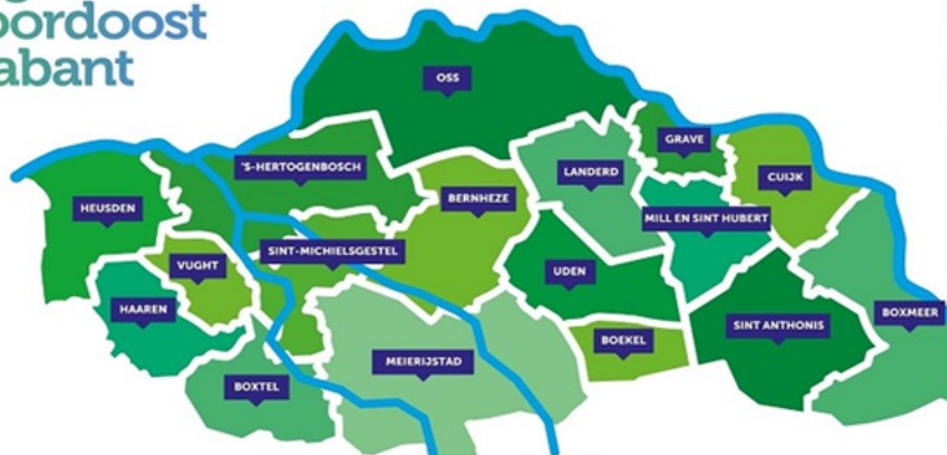 oordoost
abant
OSS
GRAVE
'S-HERTOGENBOSCH
LANDERD
CUIJK
BERNHEZE
HEUSDEN
MILL EN SINT HUBERT
SINT-MICHIELSGESTEL
VUGHT
UDEN
HAAREN
BOXMEER
SINT ANTHONIS
BOEKEL
MEIERIJSTAD
BOXTEL